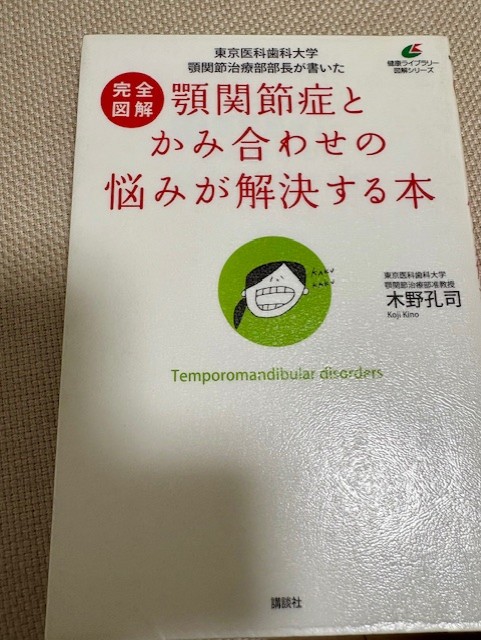 東京医科歯科大学
顎関節治療部部長が書いた
健康ライブラリー
図解シリーズ
完全
図解
顎関節症と
かみ合わせの
悩みが解決する本
東京医科歯科大学
顎関節治療部准教授
木野孔司
Koji Kino
Temporomandibular disorders
講談社